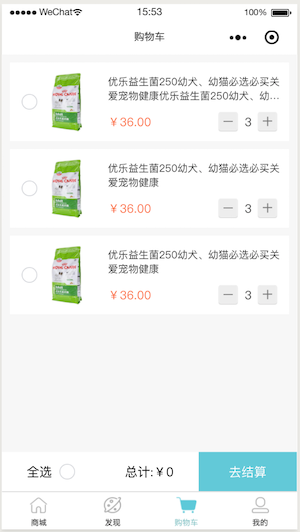 WeChat 15:53 100%
购物车
优乐益生菌250幼犬、幼猫必选必买关
爱宠物健康优乐益生菌250幼犬、幼...
￥36.00 3
优乐益生菌250幼犬、幼猫必选必买关
爱宠物健康
￥36.00 3
优乐益生菌250幼犬、幼猫必选必买关
爱宠物健康
￥36.00 3
全选 总计:￥0 去结算
商城 发现 购物车 我的